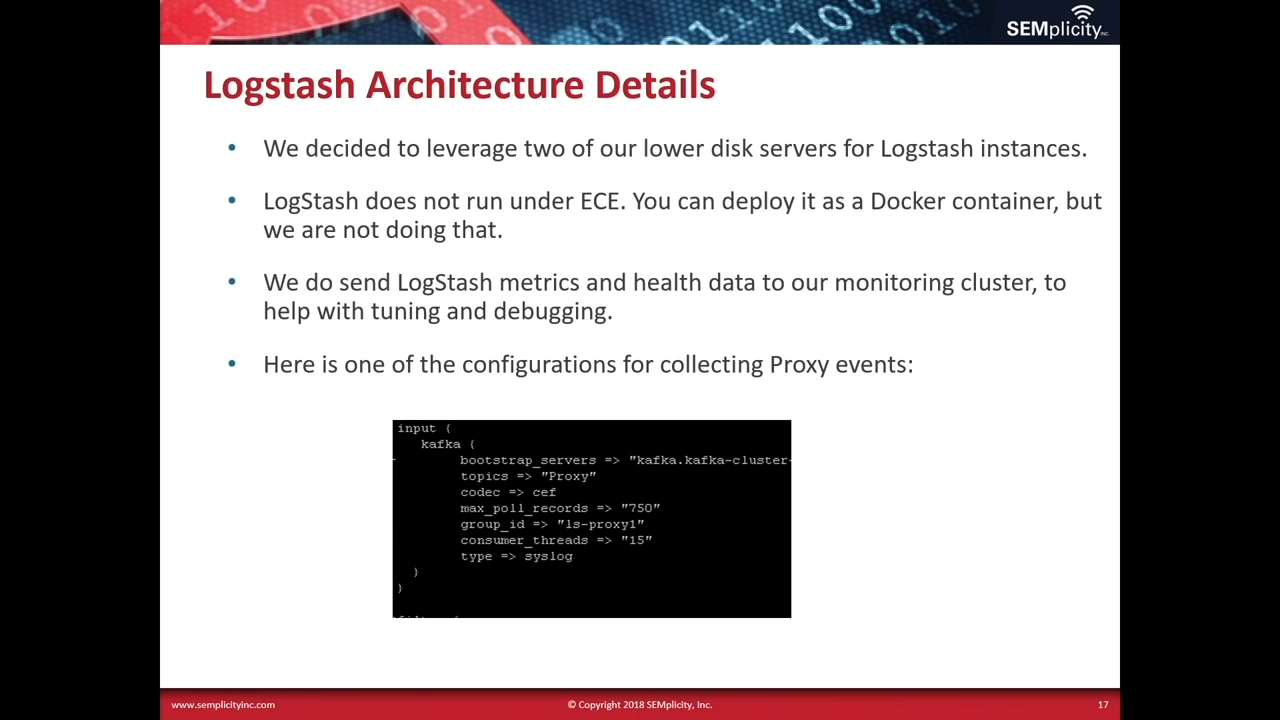 SEMplicity INC.
Logstash Architecture Details
• We decided to leverage two of our lower disk servers for Logstash instances.
• LogStash does not run under ECE. You can deploy it as a Docker container, but
we are not doing that.
• We do send LogStash metrics and health data to our monitoring cluster, to
help with tuning and debugging.
• Here is one of the configurations for collecting Proxy events:
input {
kafka {
bootstrap_servers => "kafka.kafka-cluster-
topics => "Proxy"
codec => cef
max_poll_records => "750"
group_id => "ls-proxy1"
consumer_threads => "15"
type => syslog
}
}
www.semplicityinc.com
© Copyright 2018 SEMplicity, Inc.
17